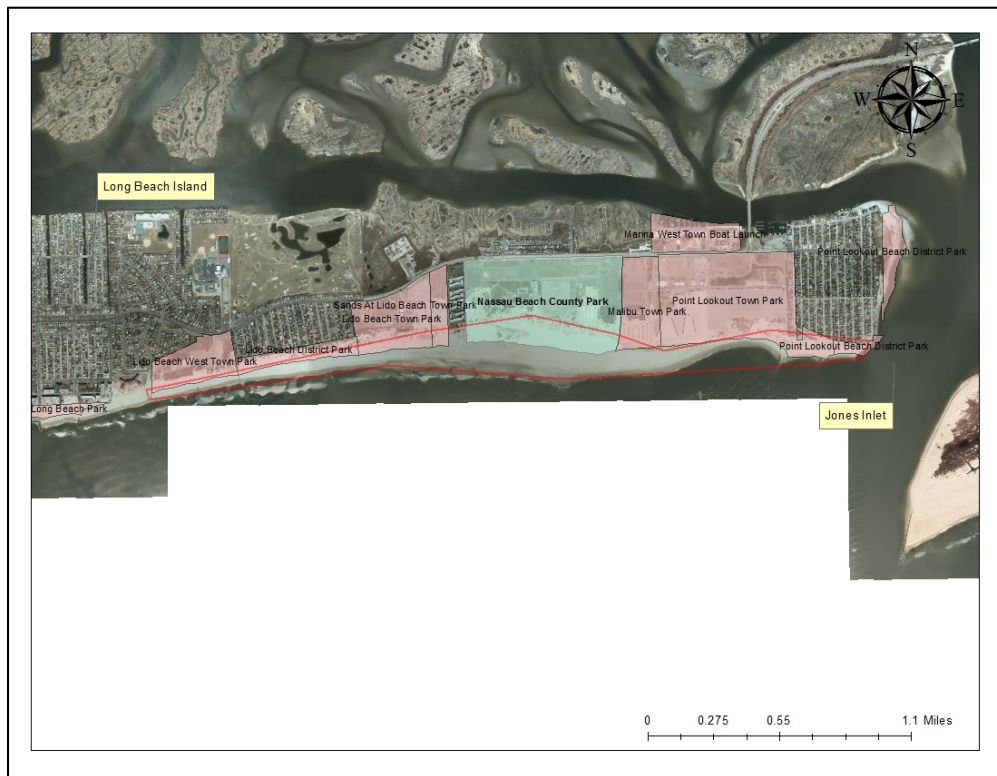 N
W
E
S
Long Beach Island
Marina West Town Boat Launch
Point Lookout Beach District Park
Sands At Lido Beach Town Park
Nassau Beach County Park
Point Lookout Town Park
Lido Beach Town Park
Malibu Town Park
Lido Beach District Park
Point Lookout Beach District Park
Lido Beach West Town Park
Long Beach Park
Jones Inlet
0 0.275 0.55 1.1 Miles